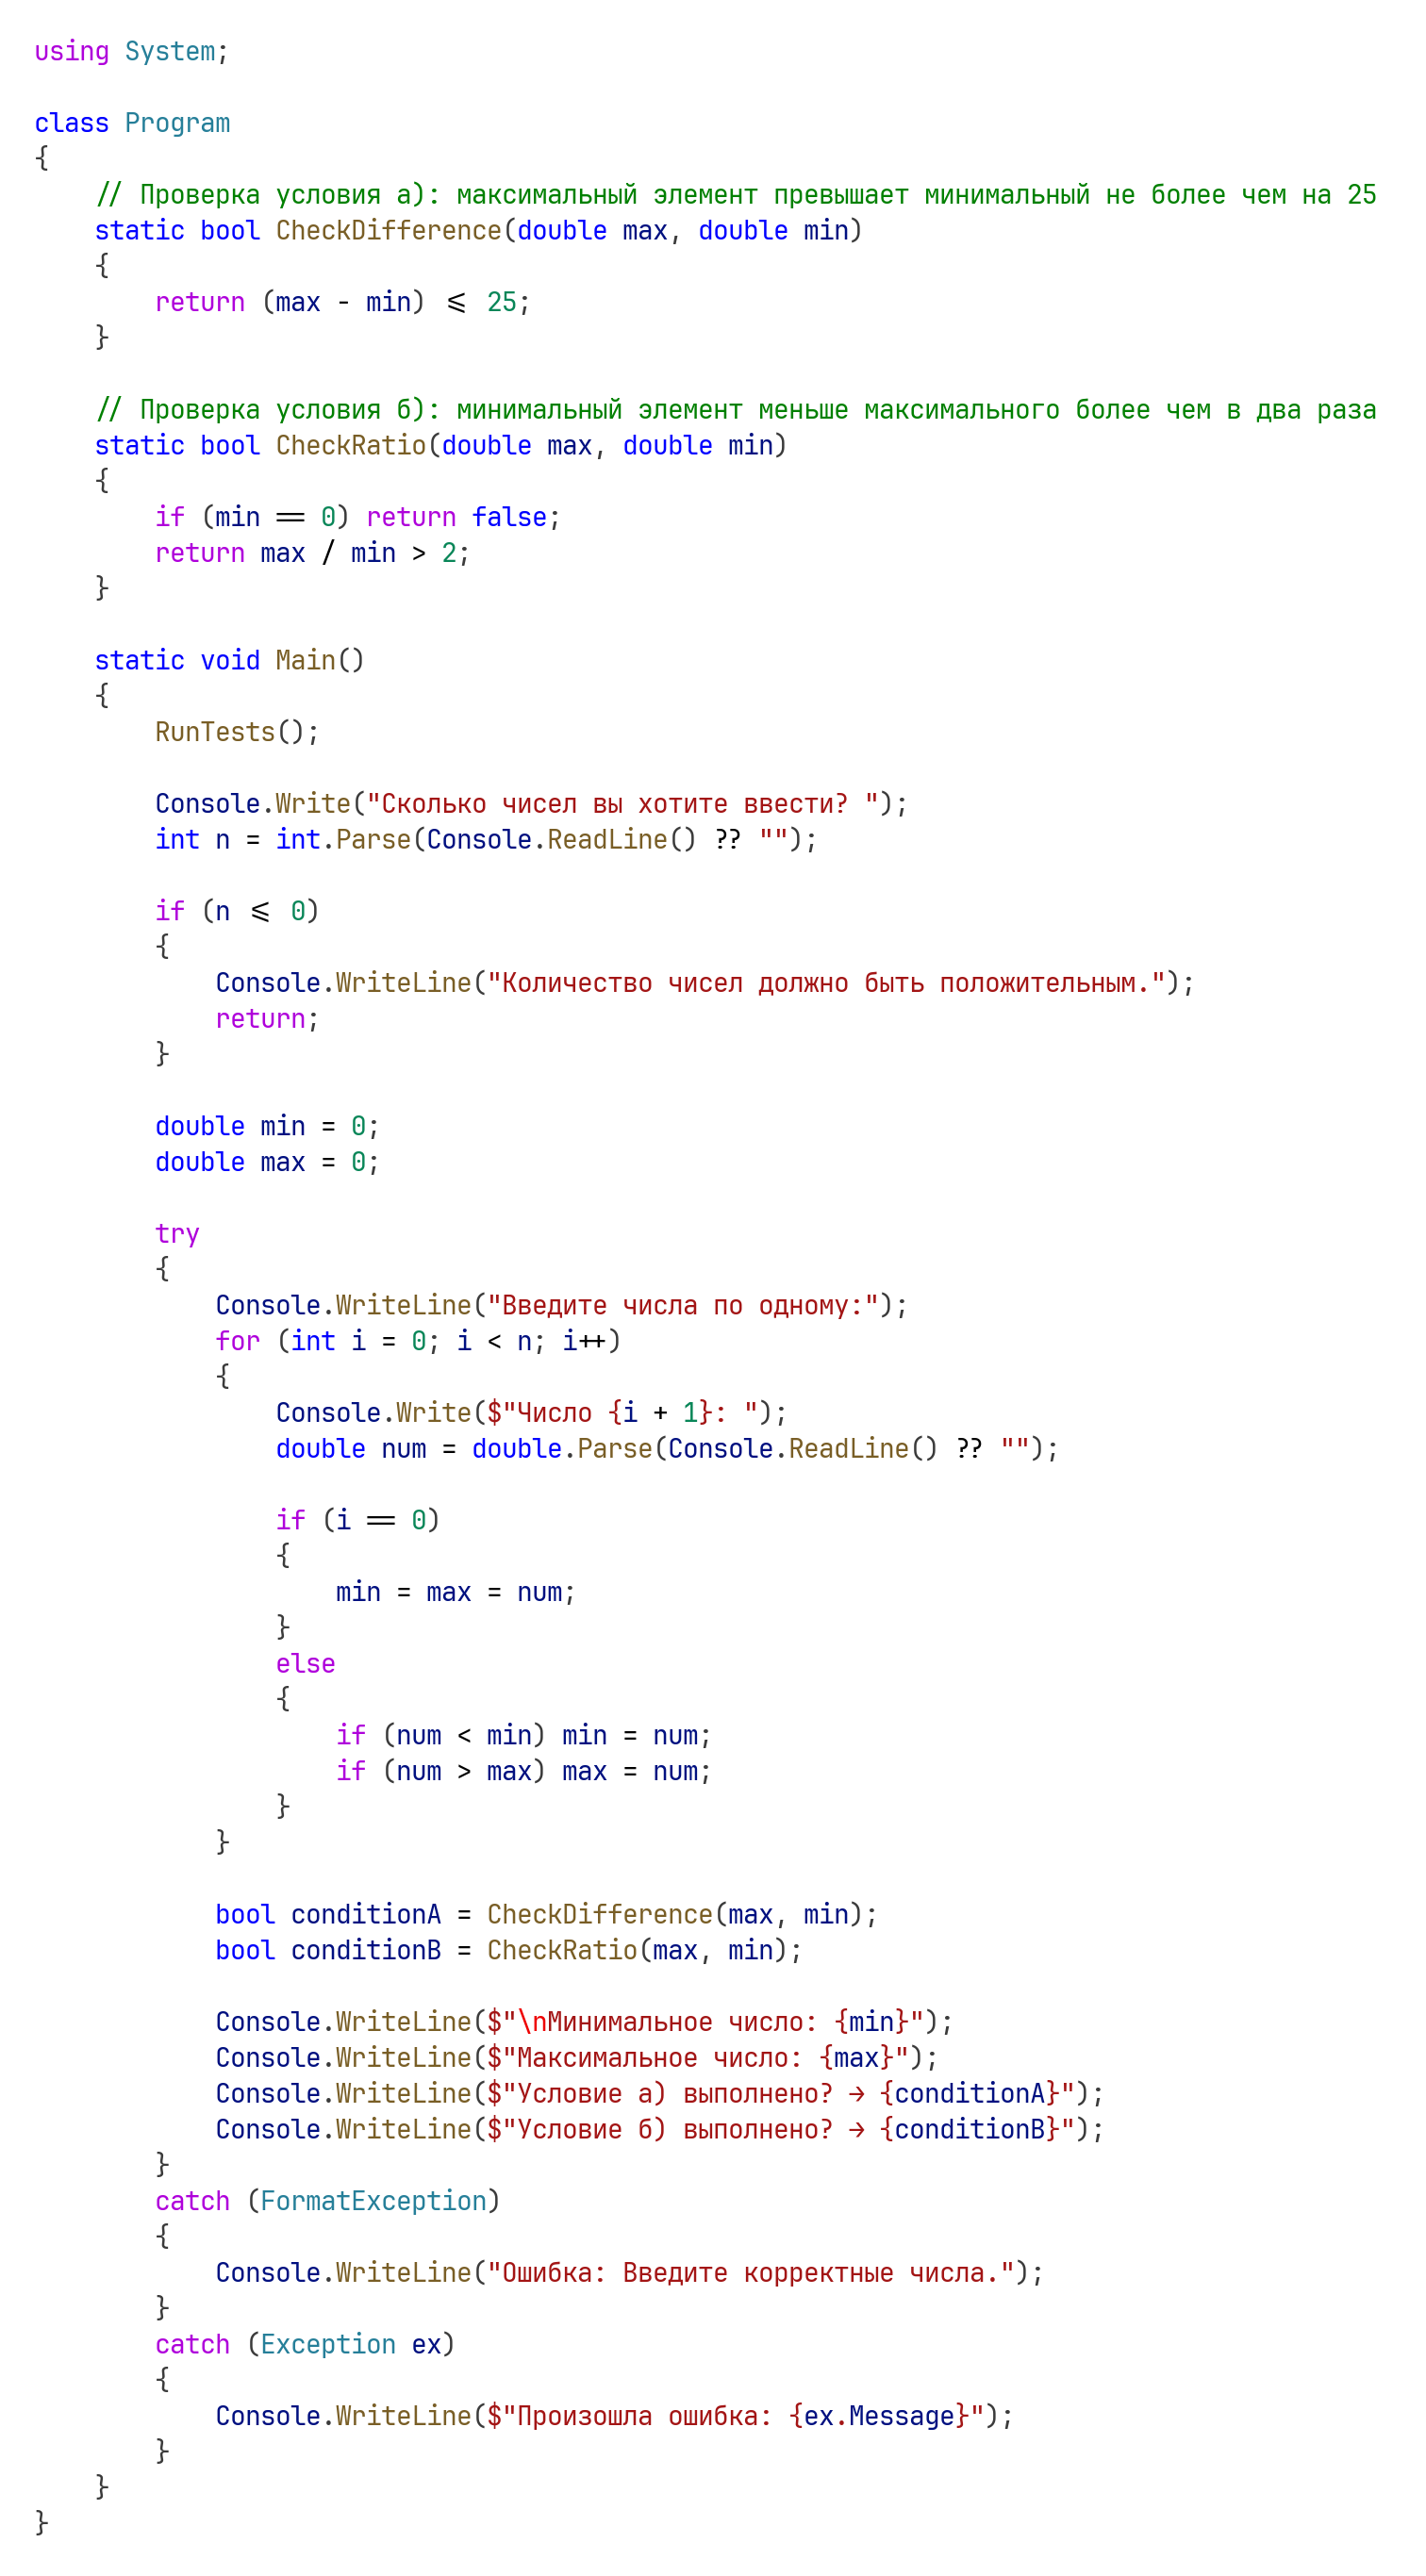 using System;

class Program
{
    // Проверка условия а): максимальный элемент превышает минимальный не более чем на 25
    static bool CheckDifference(double max, double min)
    {
        return (max - min) <= 25;
    }

    // Проверка условия б): минимальный элемент меньше максимального более чем в два раза
    static bool CheckRatio(double max, double min)
    {
        if (min == 0) return false;
        return max / min > 2;
    }

    static void Main()
    {
        RunTests();

        Console.Write("Сколько чисел вы хотите ввести? ");
        int n = int.Parse(Console.ReadLine() ?? "");

        if (n <= 0)
        {
            Console.WriteLine("Количество чисел должно быть положительным.");
            return;
        }

        double min = 0;
        double max = 0;

        try
        {
            Console.WriteLine("Введите числа по одному:");
            for (int i = 0; i < n; i++)
            {
                Console.Write($"Число {i + 1}: ");
                double num = double.Parse(Console.ReadLine() ?? "");

                if (i == 0)
                {
                    min = max = num;
                }
                else
                {
                    if (num < min) min = num;
                    if (num > max) max = num;
                }
            }

            bool conditionA = CheckDifference(max, min);
            bool conditionB = CheckRatio(max, min);

            Console.WriteLine($"\nМинимальное число: {min}");
            Console.WriteLine($"Максимальное число: {max}");
            Console.WriteLine($"Условие а) выполнено? → {conditionA}");
            Console.WriteLine($"Условие б) выполнено? → {conditionB}");
        }
        catch (FormatException)
        {
            Console.WriteLine("Ошибка: Введите корректные числа.");
        }
        catch (Exception ex)
        {
            Console.WriteLine($"Произошла ошибка: {ex.Message}");
        }
    }
}